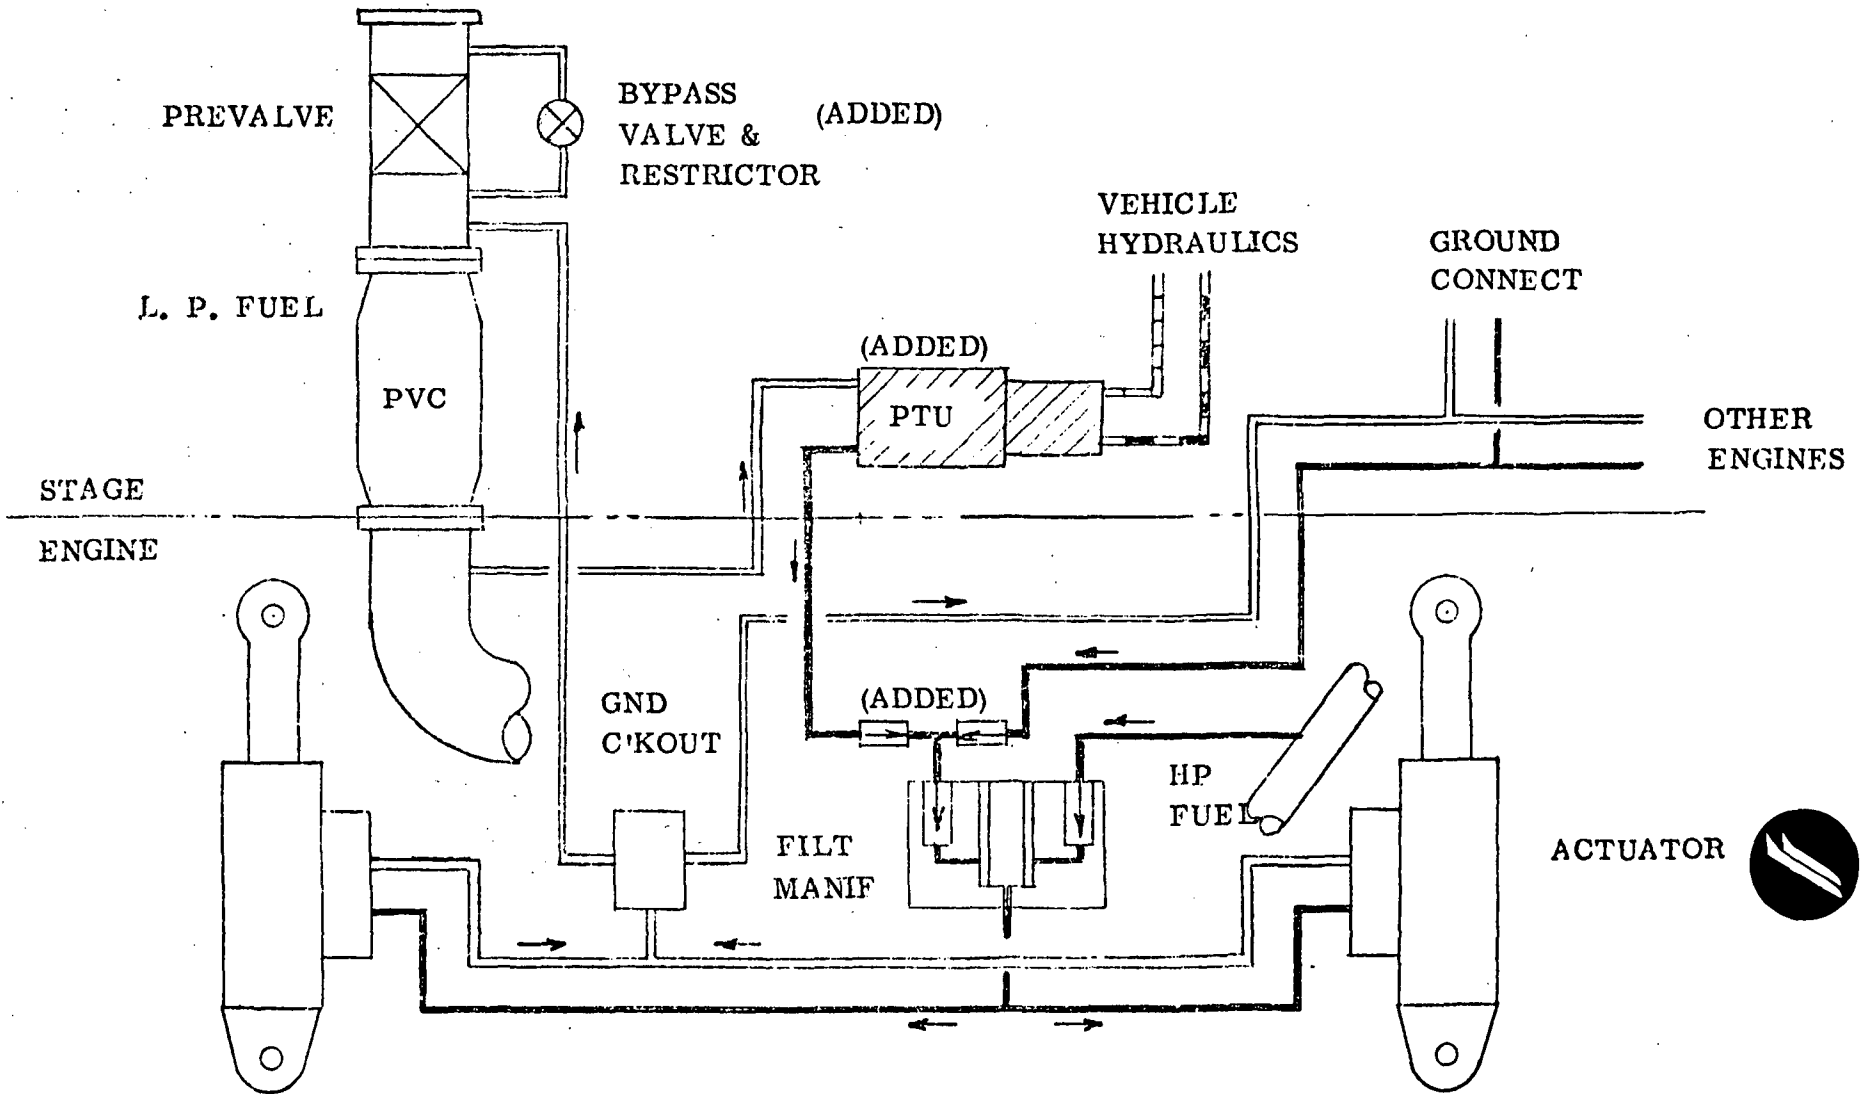 PREVALVE
BYPASS
VALVE &
RESTRICTOR
(ADDED)
VEHICLE
HYDRAULICS
GROUND
CONNECT
L. P. FUEL
(ADDED)
PVC
PTU
OTHER
ENGINES
STAGE
ENGINE
(ADDED)
GND
C'KOUT
HP
FUEL
FILT
MANIF
ACTUATOR